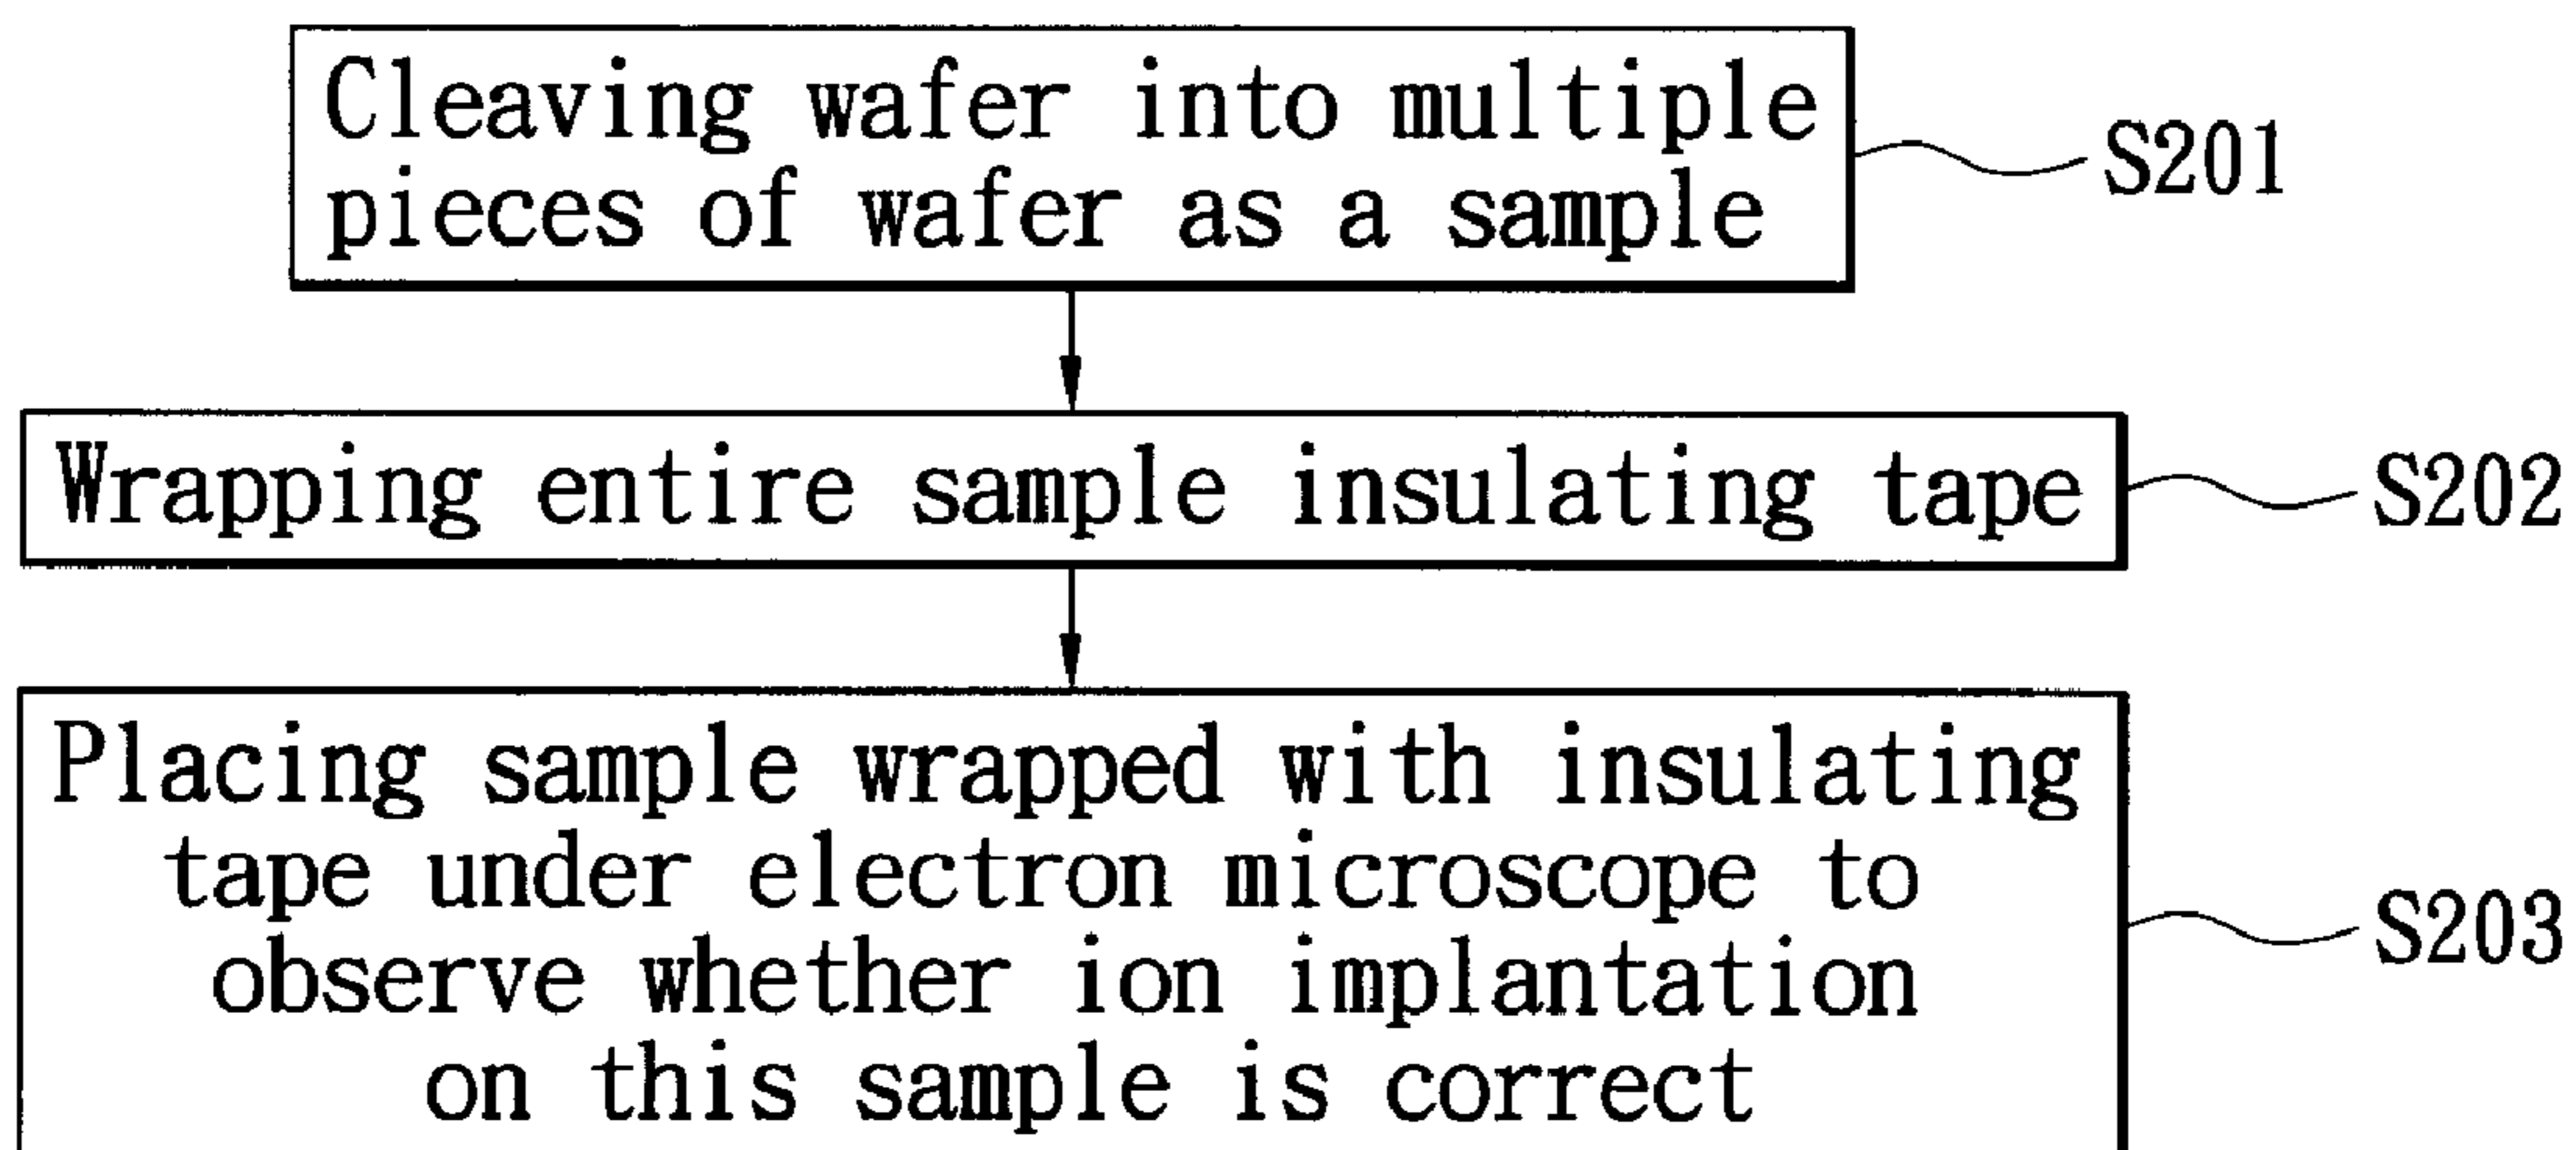 Cleaving wafer into multiple
pieces of wafer as a sample
S201
Wrapping entire sample insulating tape
S202
Placing sample wrapped with insulating
tape under electron microscope to
observe whether ion implantation
on this sample is correct
S203